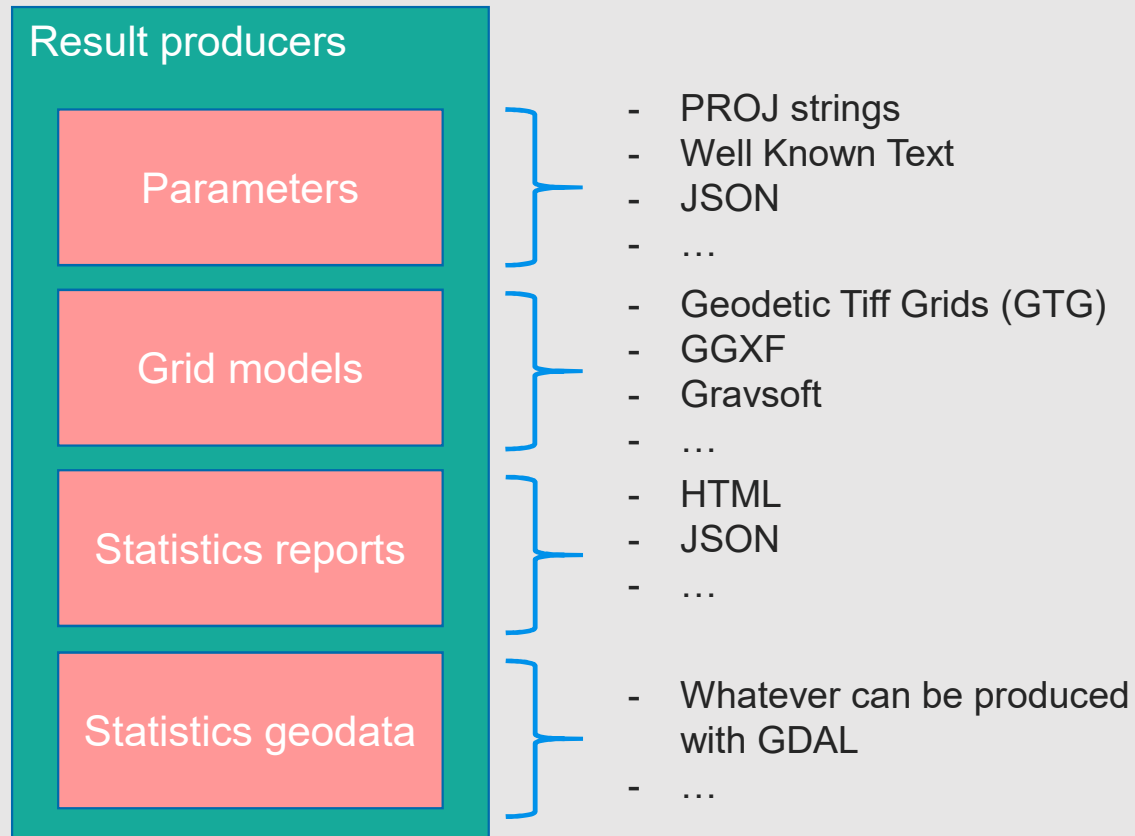 Result producers
Parameters
- PROJ strings
- Well Known Text
- JSON
- …
Grid models
- Geodetic Tiff Grids (GTG)
- GGXF
- Gravsoft
- …
Statistics reports
- HTML
- JSON
- …
Statistics geodata
- Whatever can be produced
with GDAL
- …